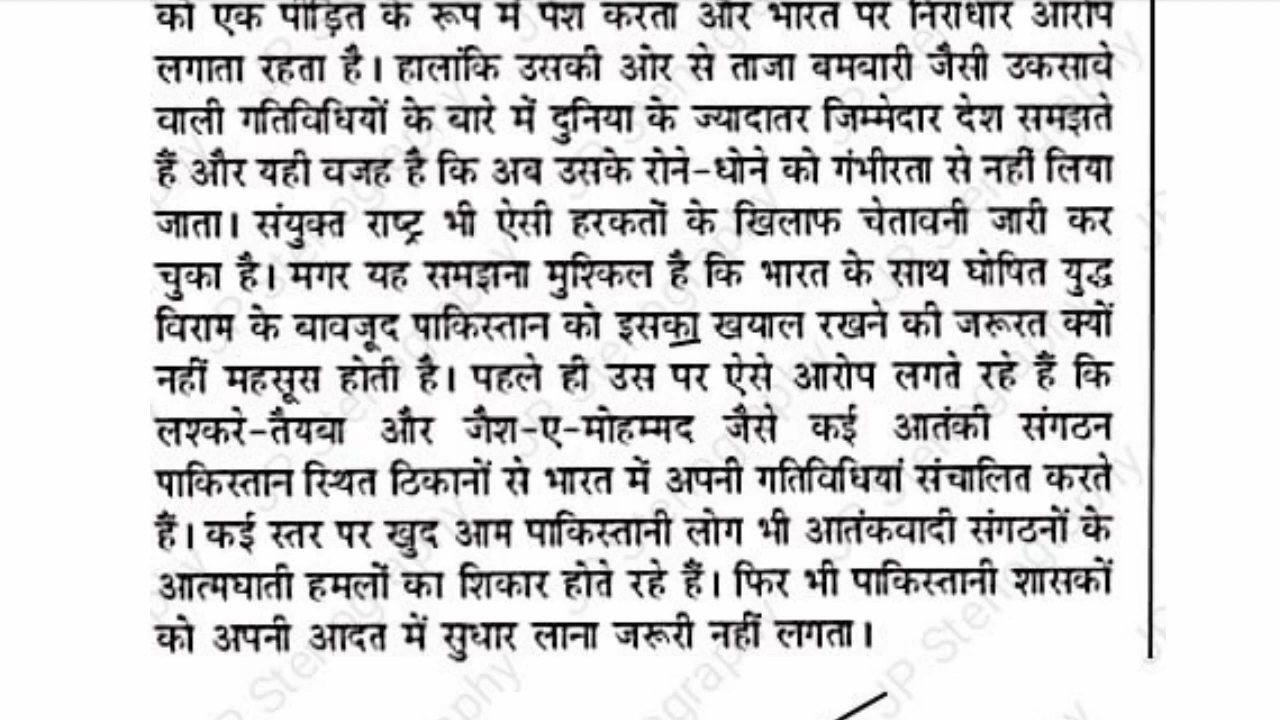 को एक पीड़ित के रूप में पेश करता और भारत पर निराधार आरोप
लगाता रहता है। हालांकि उसकी ओर से ताजा बमबारी जैसी उकसावे
वाली गतिविधियों के बारे में दुनिया के ज्यादातर जिम्मेदार देश समझते
हैं और यही वजह है कि अब उसके रोने-धोने को गंभीरता से नहीं लिया
जाता। संयुक्त राष्ट्र भी ऐसी हरकतों के खिलाफ चेतावनी जारी कर
चुका है। मगर यह समझना मुश्किल है कि भारत के साथ घोषित युद्ध
विराम के बावजूद पाकिस्तान को इसका खयाल रखने की जरूरत क्यों
नहीं महसूस होती है। पहले ही उस पर ऐसे आरोप लगते रहे हैं कि
लश्करे-तैयबा और जैश-ए-मोहम्मद जैसे कई आतंकी संगठन
पाकिस्तान स्थित ठिकानों से भारत में अपनी गतिविधियां संचालित करते
हैं। कई स्तर पर खुद आम पाकिस्तानी लोग भी आतंकवादी संगठनों के
आत्मघाती हमलों का शिकार होते रहे हैं। फिर भी पाकिस्तानी शासकों
को अपनी आदत में सुधार लाना जरूरी नहीं लगता।
JP Stenography